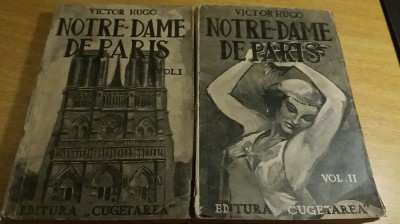 VICTOR HUGO
NOTRE-DAME
DE PARIS
VOL.I
EDITURA „CUGETAREA"
VICTOR HUGO
NOTRE-DAME
DE PARIS
VOL.II
EDITURA „CUGETAREA"